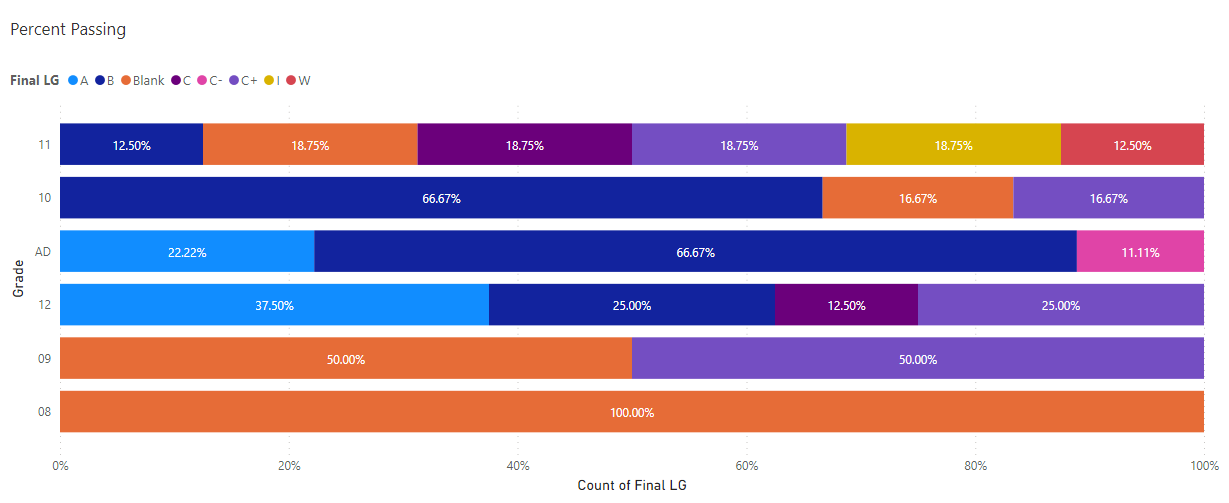 Percent Passing
Final LG A B Blank C C- C+ I W
11 12.50% 18.75% 18.75% 18.75% 18.75% 12.50%
10 66.67% 16.67% 16.67%
AD 22.22% 66.67% 11.11%
Grade
12 37.50% 25.00% 12.50% 25.00%
09 50.00% 50.00%
08 100.00%
0% 20% 40% 60% 80% 100%
Count of Final LG